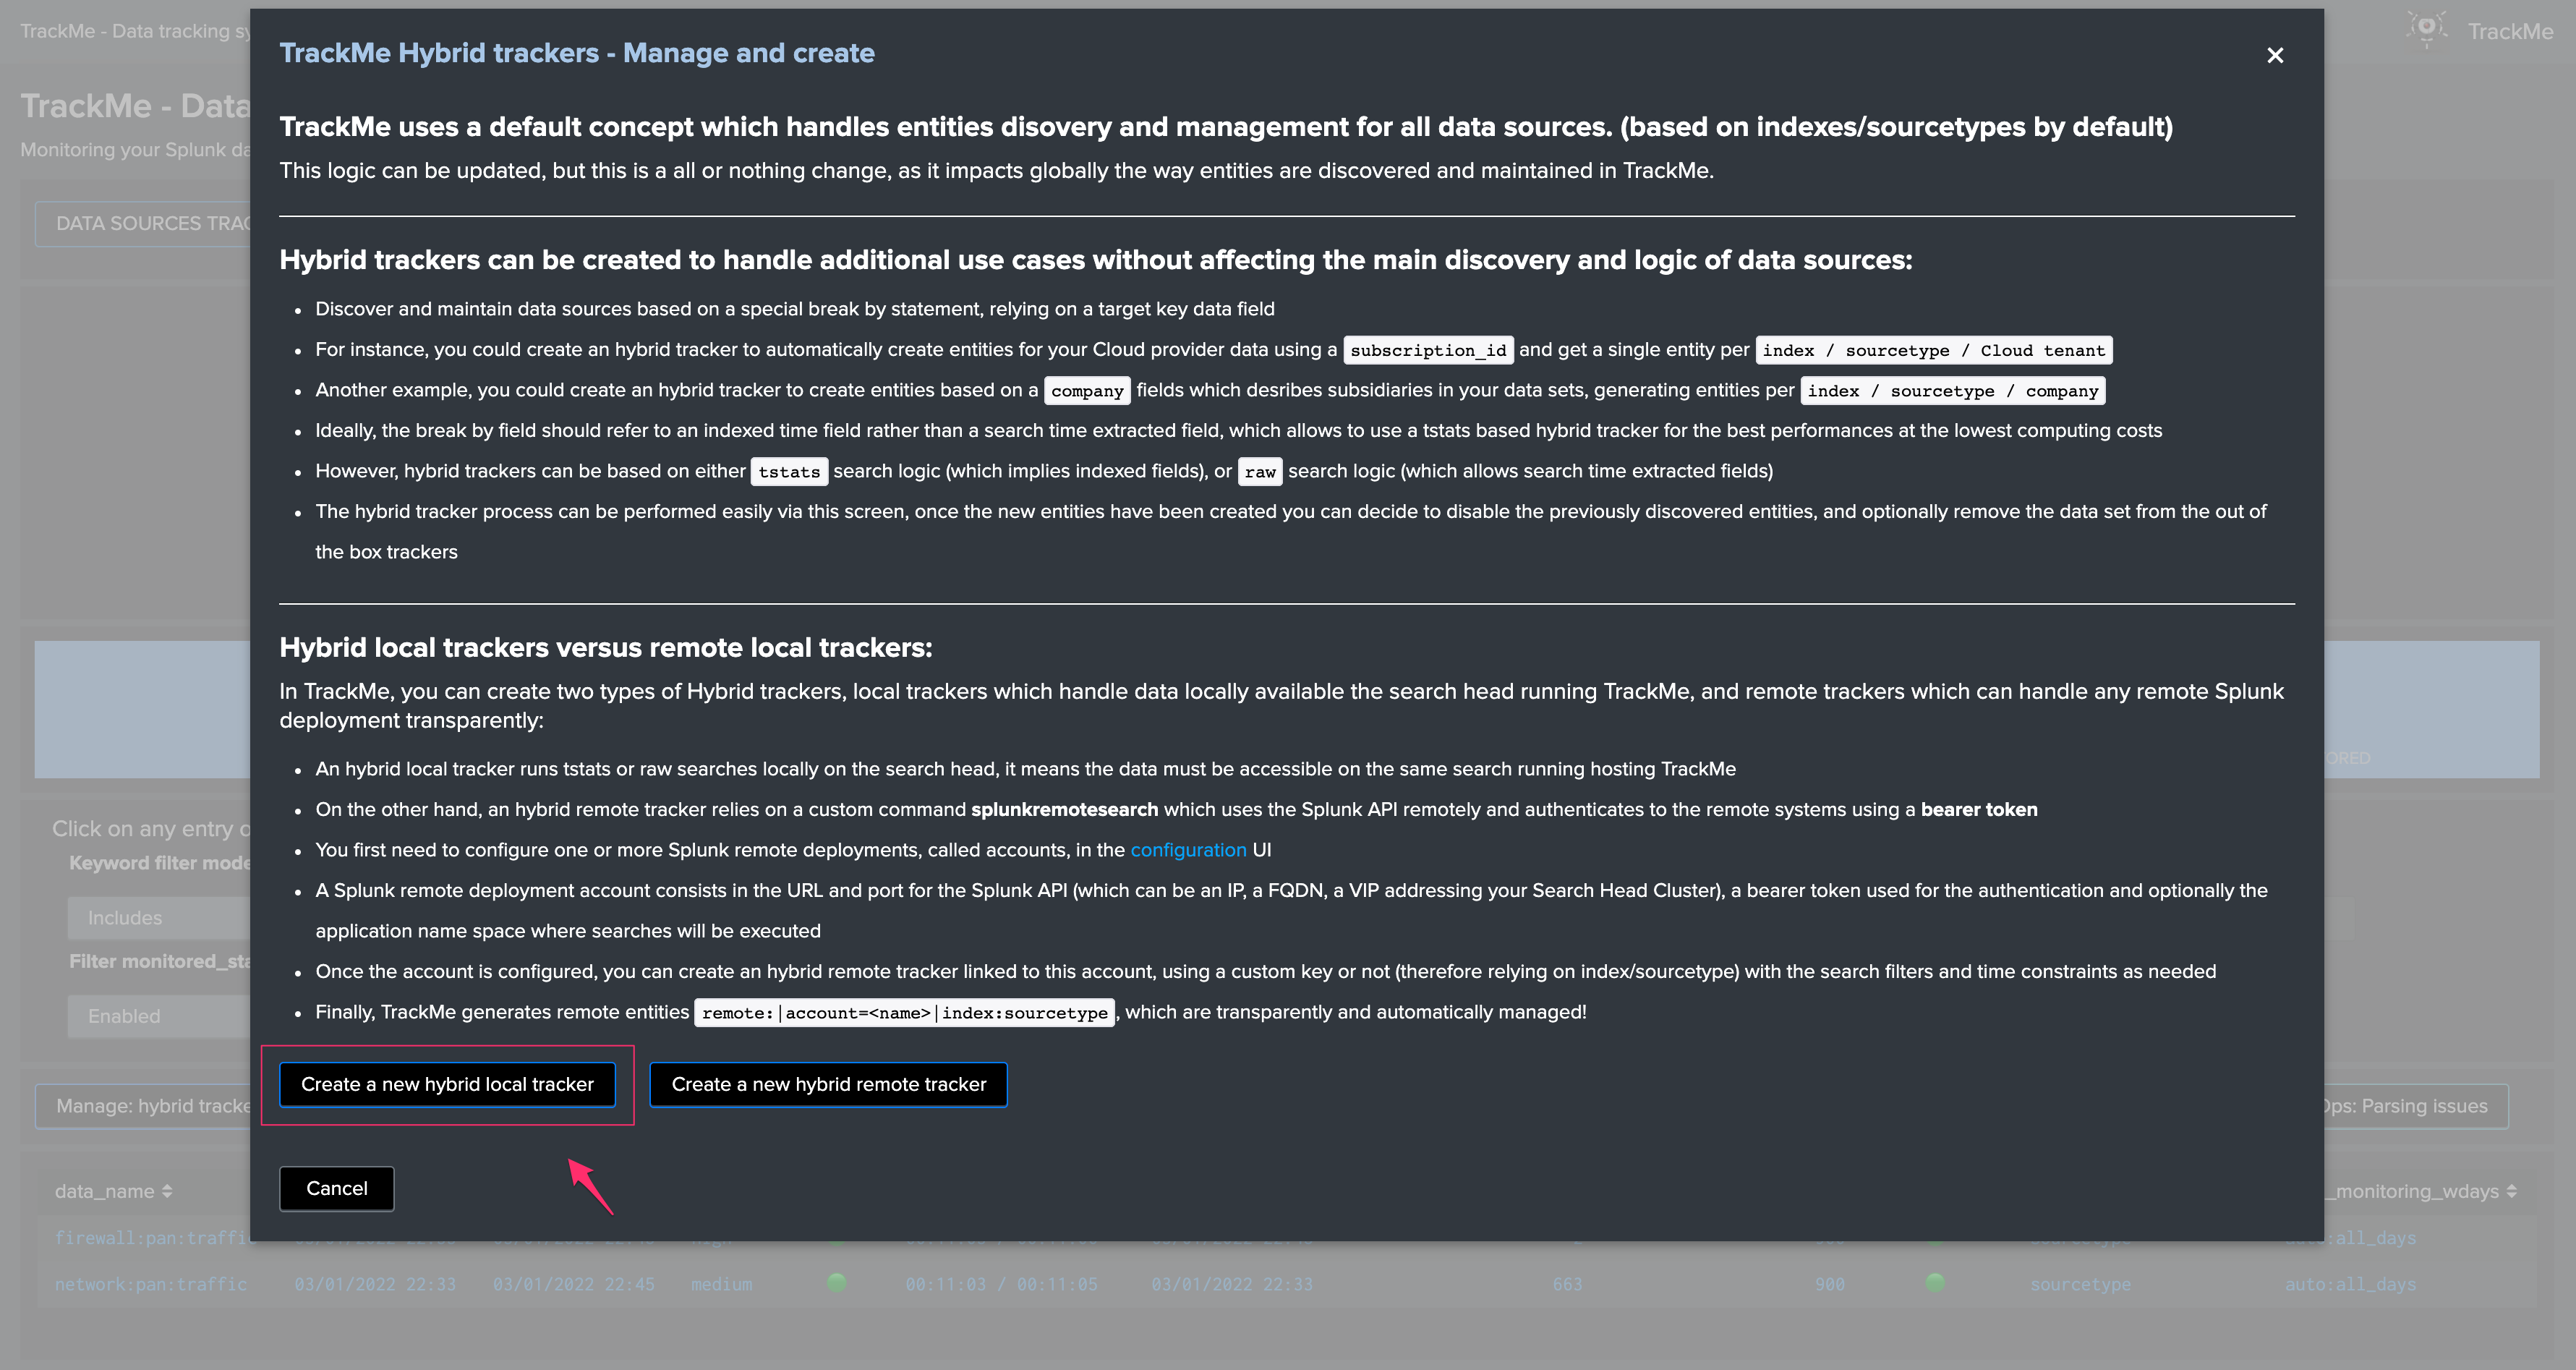 TrackMe - Data tracking sy
TrackMe
TrackMe - Data
Monitoring your Splunk da
DATA SOURCES TRAC
TrackMe Hybrid trackers - Manage and create
TrackMe uses a default concept which handles entities disovery and management for all data sources. (based on indexes/sourcetypes by default)
This logic can be updated, but this is a all or nothing change, as it impacts globally the way entities are discovered and maintained in TrackMe.
Hybrid trackers can be created to handle additional use cases without affecting the main discovery and logic of data sources:
Discover and maintain data sources based on a special break by statement, relying on a target key data field
For instance, you could create an hybrid tracker to automatically create entities for your Cloud provider data using a subscription_id and get a single entity per index / sourcetype / Cloud tenant
Another example, you could create an hybrid tracker to create entities based on a company fields which desribes subsidiaries in your data sets, generating entities per index / sourcetype / company
Ideally, the break by field should refer to an indexed time field rather than a search time extracted field, which allows to use a tstats based hybrid tracker for the best performances at the lowest computing costs
However, hybrid trackers can be based on either tstats search logic (which implies indexed fields), or raw search logic (which allows search time extracted fields)
The hybrid tracker process can be performed easily via this screen, once the new entities have been created you can decide to disable the previously discovered entities, and optionally remove the data set from the out of
the box trackers
Hybrid local trackers versus remote local trackers:
In TrackMe, you can create two types of Hybrid trackers, local trackers which handle data locally available the search head running TrackMe, and remote trackers which can handle any remote Splunk
deployment transparently:
An hybrid local tracker runs tstats or raw searches locally on the search head, it means the data must be accessible on the same search running hosting TrackMe
On the other hand, an hybrid remote tracker relies on a custom command splunkremotesearch which uses the Splunk API remotely and authenticates to the remote systems using a bearer token
You first need to configure one or more Splunk remote deployments, called accounts, in the configuration UI
A Splunk remote deployment account consists in the URL and port for the Splunk API (which can be an IP, a FQDN, a VIP addressing your Search Head Cluster), a bearer token used for the authentication and optionally the
application name space where searches will be executed
Once the account is configured, you can create an hybrid remote tracker linked to this account, using a custom key or not (therefore relying on index/sourcetype) with the search filters and time constraints as needed
Finally, TrackMe generates remote entities remote:|account=<name>|index:sourcetype, which are transparently and automatically managed!
Create a new hybrid local tracker
Create a new hybrid remote tracker
Cancel
ORED
Click on any entry o
Keyword filter mode
Includes
Filter monitored_sta
Enabled
Manage: hybrid tracke
Ops: Parsing issues
data_name
_monitoring_wdays
firewall:pan:traffic
all_days
network:pan:traffic 03/01/2022 22:33 03/01/2022 22:45 medium 00:11:03 / 00:11:05 03/01/2022 22:33 663 900 sourcetype auto:all_days